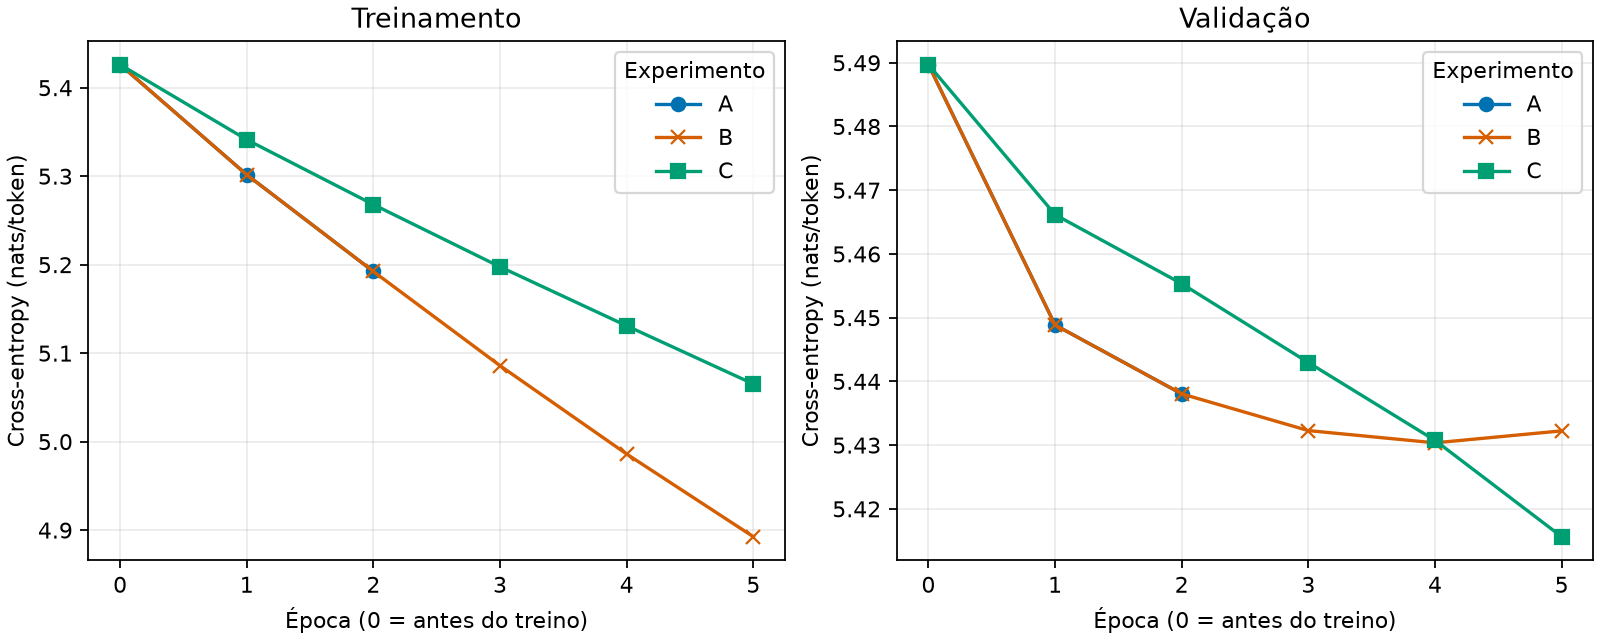 Treinamento
Cross-entropy (nats/token)
5.4
5.3
5.2
5.1
5.0
4.9
0 1 2 3 4 5
Época (0 = antes do treino)
Experimento
A
B
C
Validação
Cross-entropy (nats/token)
5.49
5.48
5.47
5.46
5.45
5.44
5.43
5.42
0 1 2 3 4 5
Época (0 = antes do treino)
Experimento
A
B
C